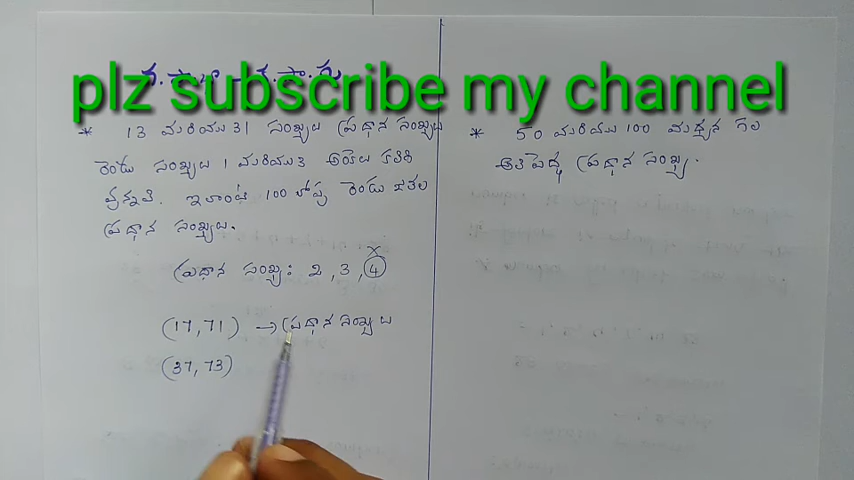 plz subscribe my channel
* 13 మరియు 31 సంఖ్యలు ప్రధాన సంఖ్యలు
రెండు సంఖ్యలు 1 మరియు 3 అంకెలు కలిగి
వున్నవి. ఇలాంటి 100 లోపు రెండు జతల
ప్రధాన సంఖ్యలు.
ప్రధాన సంఖ్య: 2, 3, 4
(17, 71) → ప్రధాన సంఖ్యలు
(37, 73)
* 50 మరియు 100 మధ్యన గల
అతి పెద్ద ప్రధాన సంఖ్య.